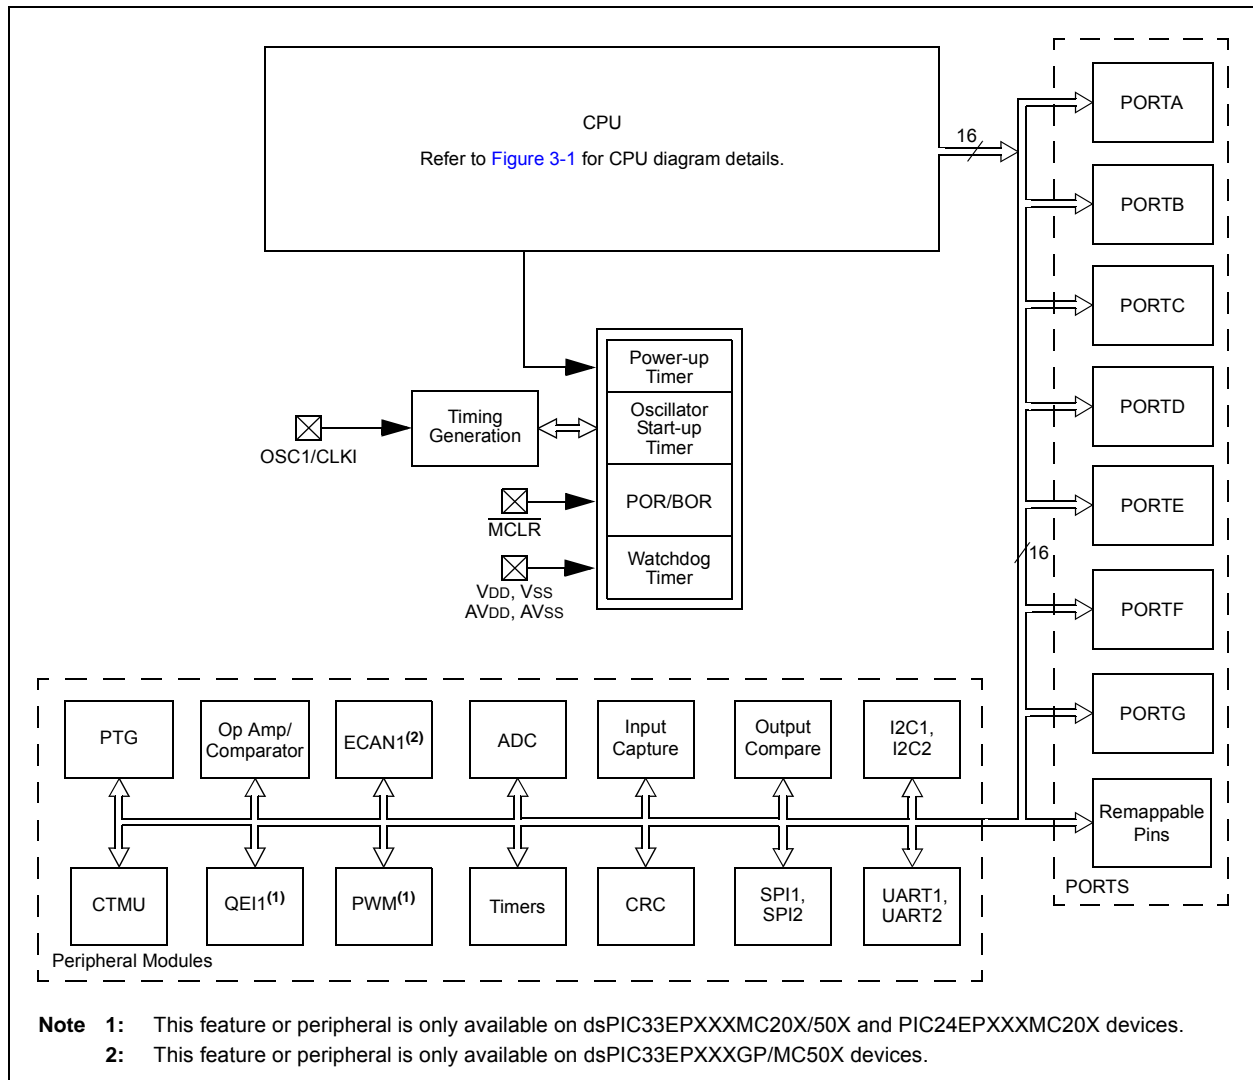 CPU
Refer to Figure 3-1 for CPU diagram details.
16
PORTA
PORTB
PORTC
PORTD
PORTE
16
PORTF
PORTG
Remappable
Pins
PORTS
Power-up
Timer
Oscillator
Start-up
Timer
POR/BOR
Watchdog
Timer
Timing
Generation
OSC1/CLKI
MCLR
VDD, VSS
AVDD, AVSS
PTG
Op Amp/
Comparator
ECAN1(2)
ADC
Input
Capture
Output
Compare
I2C1,
I2C2
CTMU
QEI1(1)
PWM(1)
Timers
CRC
SPI1,
SPI2
UART1,
UART2
Peripheral Modules
Note 1: This feature or peripheral is only available on dsPIC33EPXXXMC20X/50X and PIC24EPXXXMC20X devices.
2: This feature or peripheral is only available on dsPIC33EPXXXGP/MC50X devices.